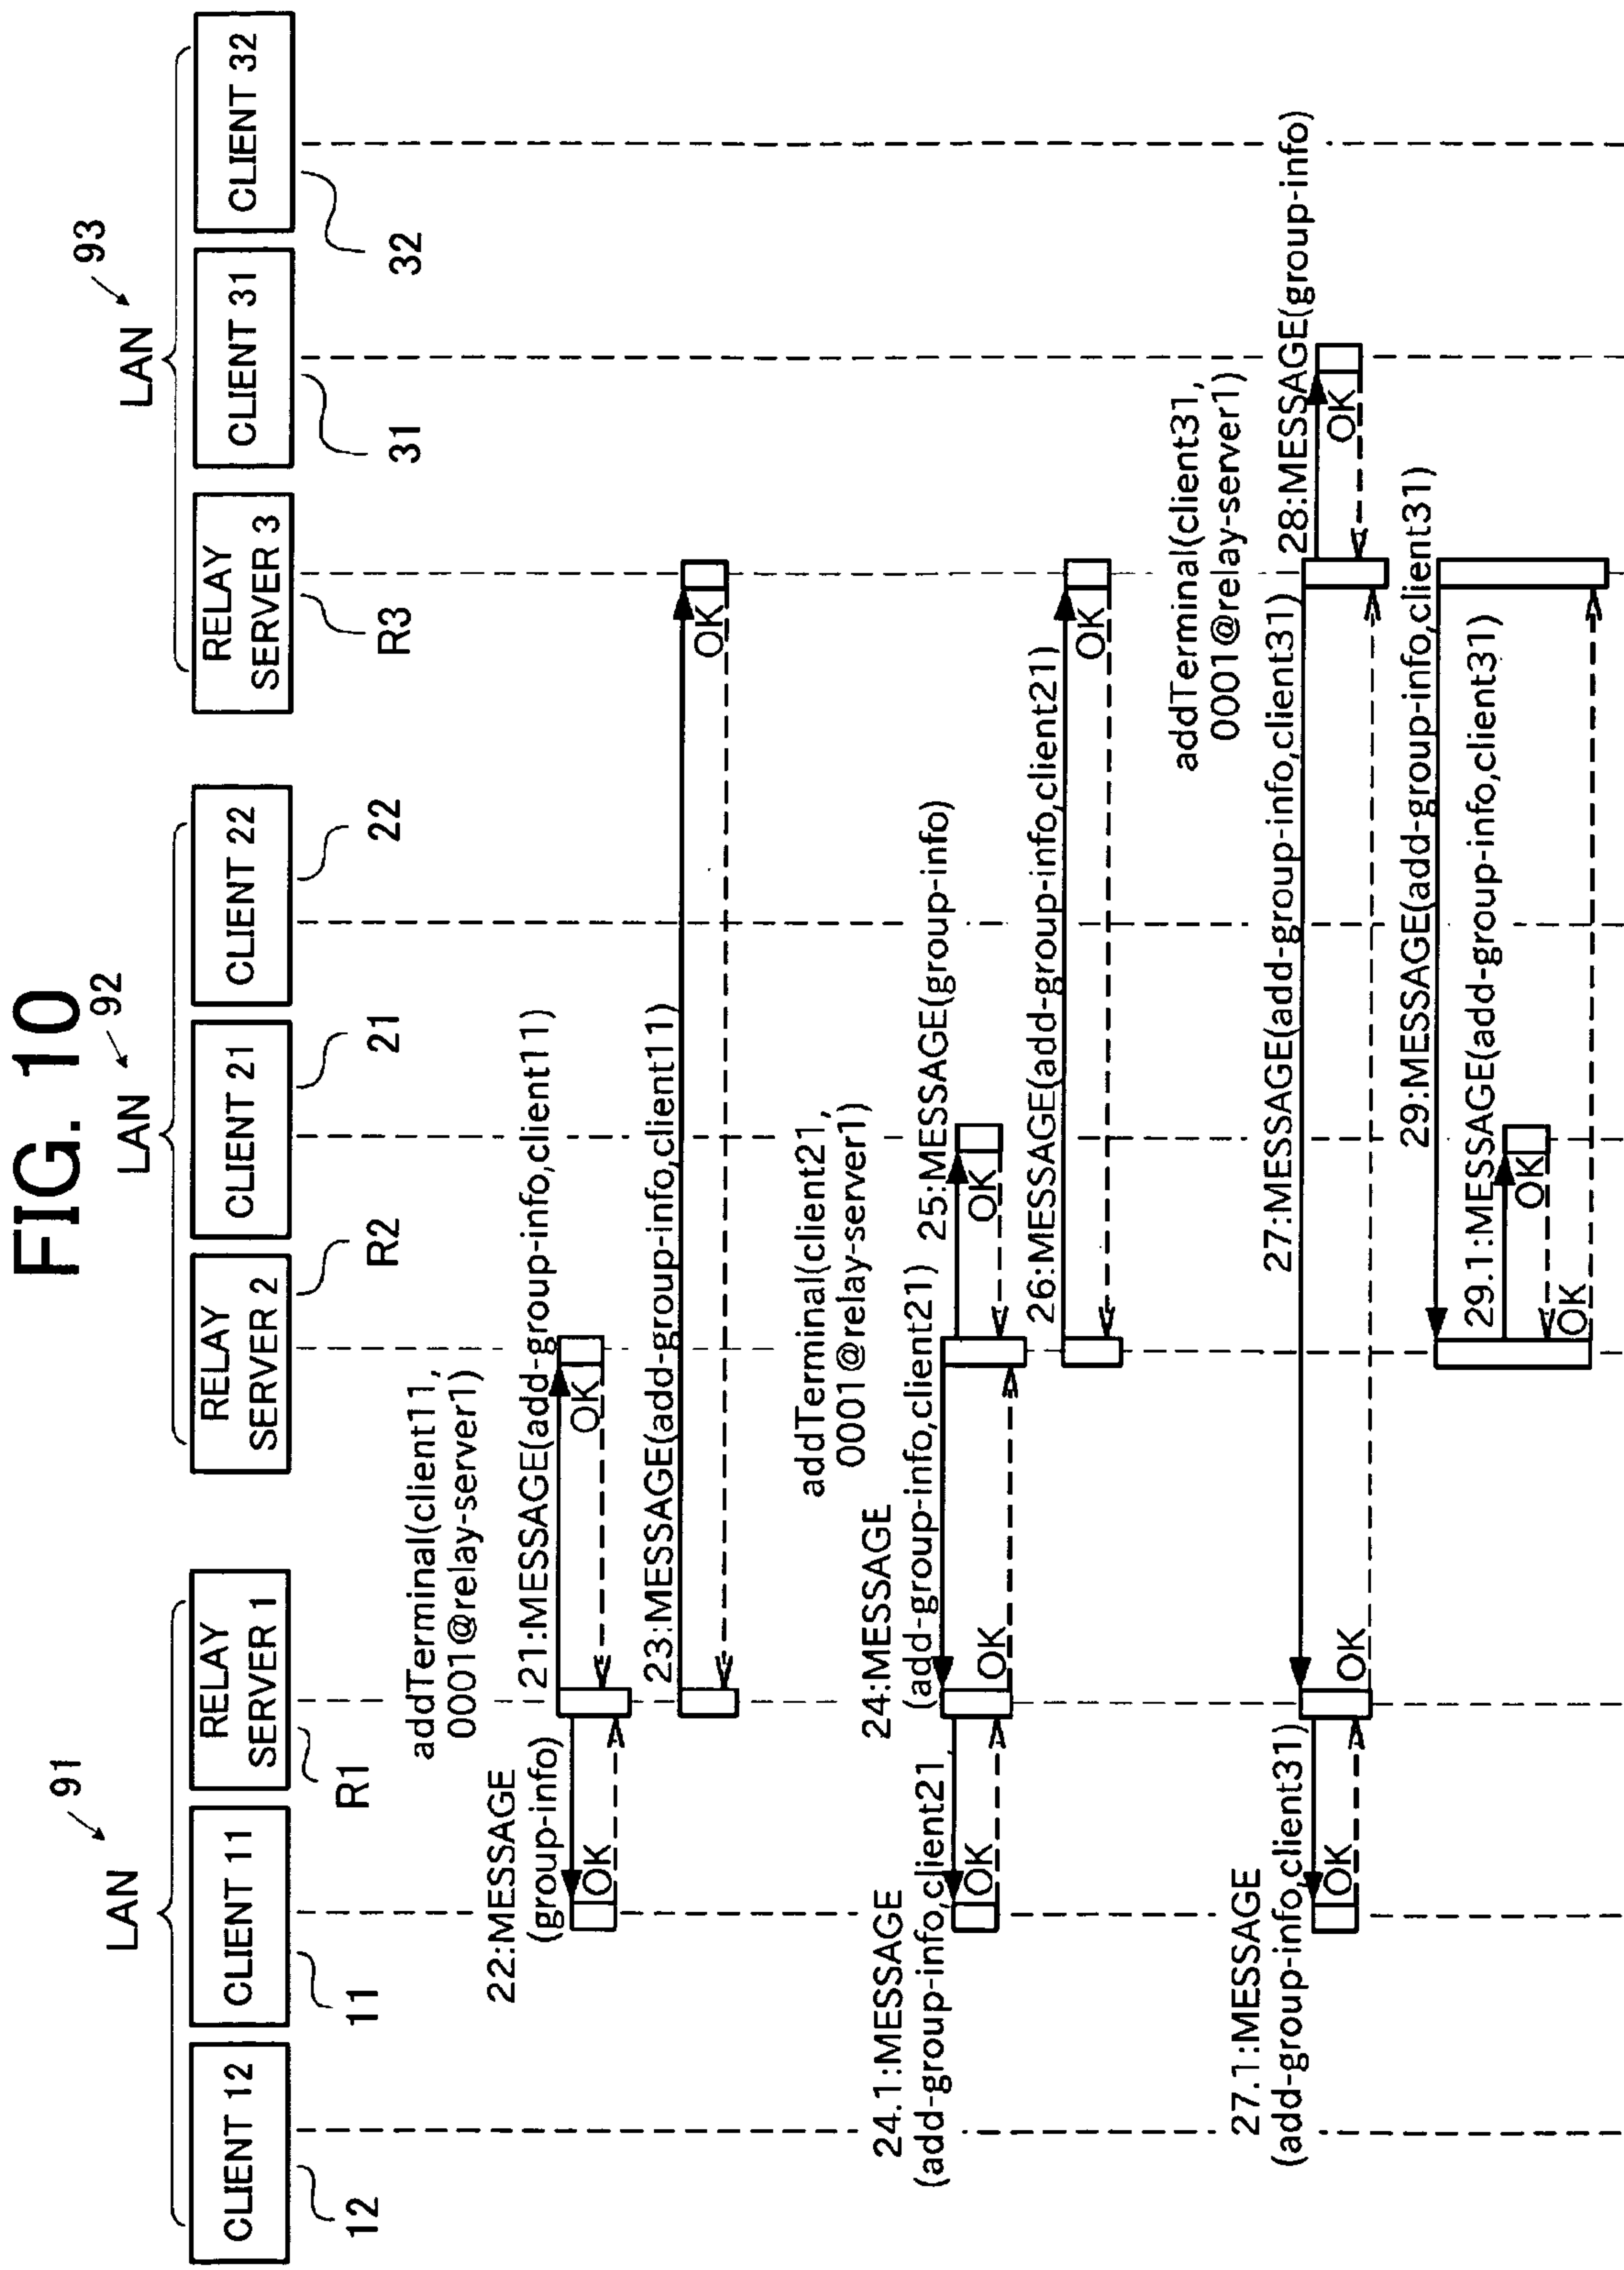 FIG. 10
LAN
91
LAN
92
LAN
93
CLIENT 12
CLIENT 11
RELAY
SERVER 1
RELAY
SERVER 2
CLIENT 21
CLIENT 22
RELAY
SERVER 3
CLIENT 31
CLIENT 32
12
11
R1
R2
21
22
R3
31
32
addTerminal(client11,
0001@relay-server1)
22:MESSAGE
(group-info)
21:MESSAGE(add-group-info,client11)
OK
OK
23:MESSAGE(add-group-info,client11)
OK
addTerminal(client21,
0001@relay-server1)
24.1:MESSAGE
(add-group-info,client21
24:MESSAGE
(add-group-info,client21)
25:MESSAGE(group-info)
OK
OK
OK
26:MESSAGE(add-group-info,client21)
OK
addTerminal(client31,
0001@relay-server1)
27.1:MESSAGE
(add-group-info,client31)
27:MESSAGE(add-group-info,client31)
28:MESSAGE(group-info)
OK
OK
OK
29:MESSAGE(add-group-info,client31)
29.1:MESSAGE(add-group-info,client31)
OK
OK